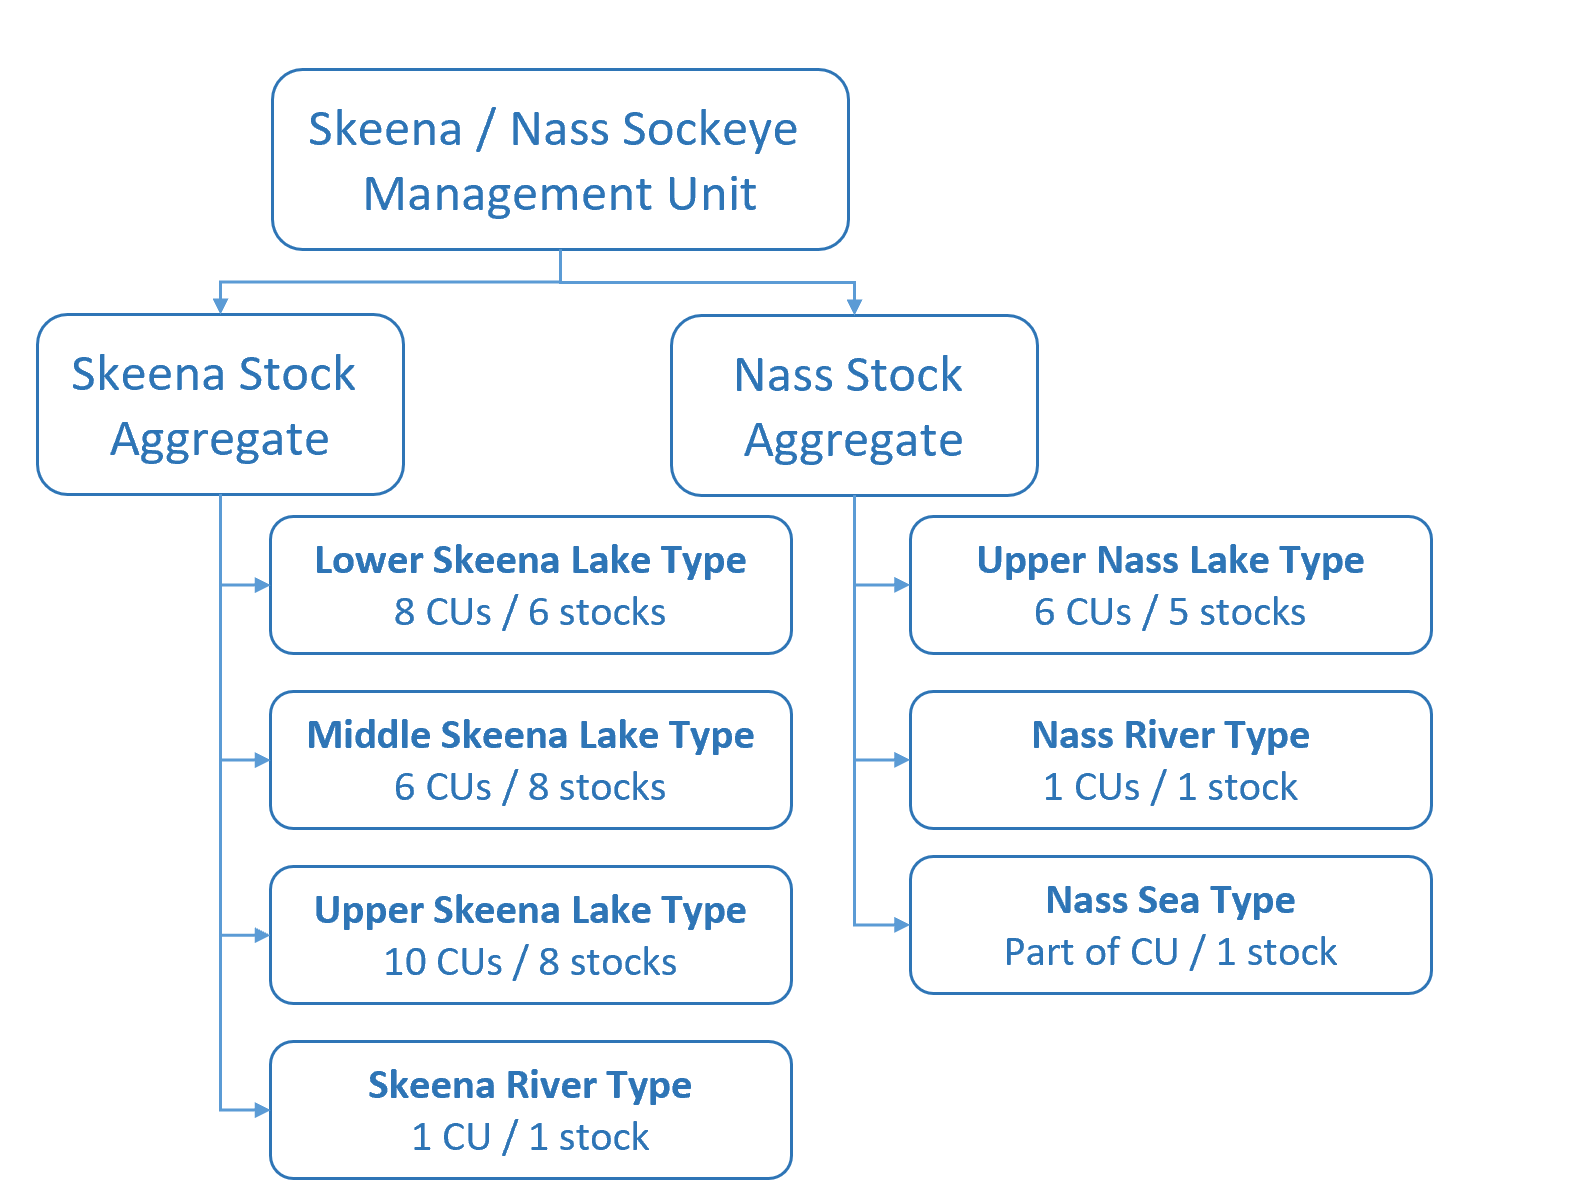 Skeena / Nass Sockeye
Management Unit
Skeena Stock
Aggregate
Nass Stock
Aggregate
Lower Skeena Lake Type
8 CUs / 6 stocks
Middle Skeena Lake Type
6 CUs / 8 stocks
Upper Skeena Lake Type
10 CUs / 8 stocks
Skeena River Type
1 CU / 1 stock
Upper Nass Lake Type
6 CUs / 5 stocks
Nass River Type
1 CUs / 1 stock
Nass Sea Type
Part of CU / 1 stock